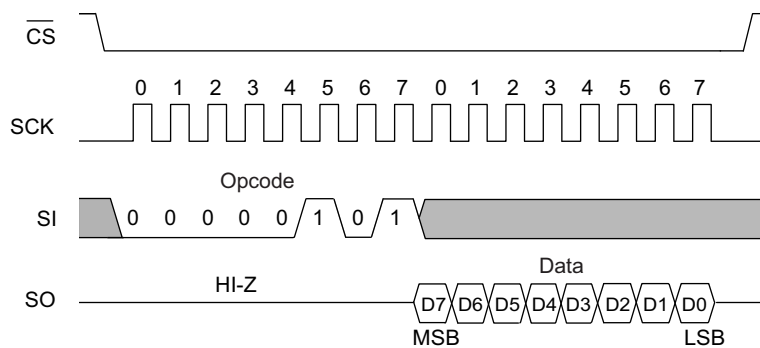 CS
0 1 2 3 4 5 6 7 0 1 2 3 4 5 6 7
SCK
Opcode
SI 0 0 0 0 0 1 0 1
Data
HI-Z
SO D7 D6 D5 D4 D3 D2 D1 D0
MSB LSB